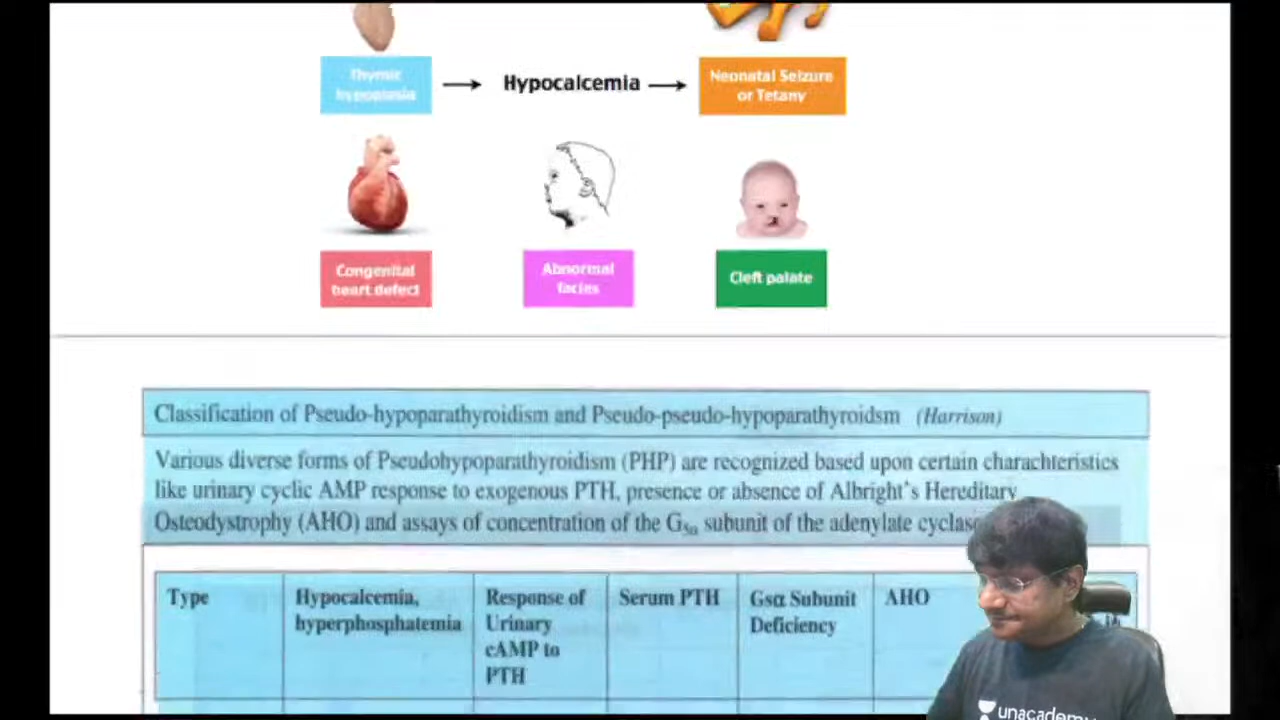 Thymic
hypoplasia
Hypocalcemia
Neonatal Seizure
or Tetany
Congenital
heart defect
Abnormal
facies
Cleft palate
Classification of Pseudo-hypoparathyroidism and Pseudo-pseudo-hypoparathyroidsm (Harrison)
Various diverse forms of Pseudohypoparathyroidism (PHP) are recognized based upon certain charachteristics
like urinary cyclic AMP response to exogenous PTH, presence or absence of Albright's Hereditary
Osteodystrophy (AHO) and assays of concentration of the Gsα subunit of the adenylate
Type
Hypocalcemia,
hyperphosphatemia
Response of
Urinary
cAMP to
PTH
Serum PTH
Gsα Subunit
Deficiency
AHO
unacademy